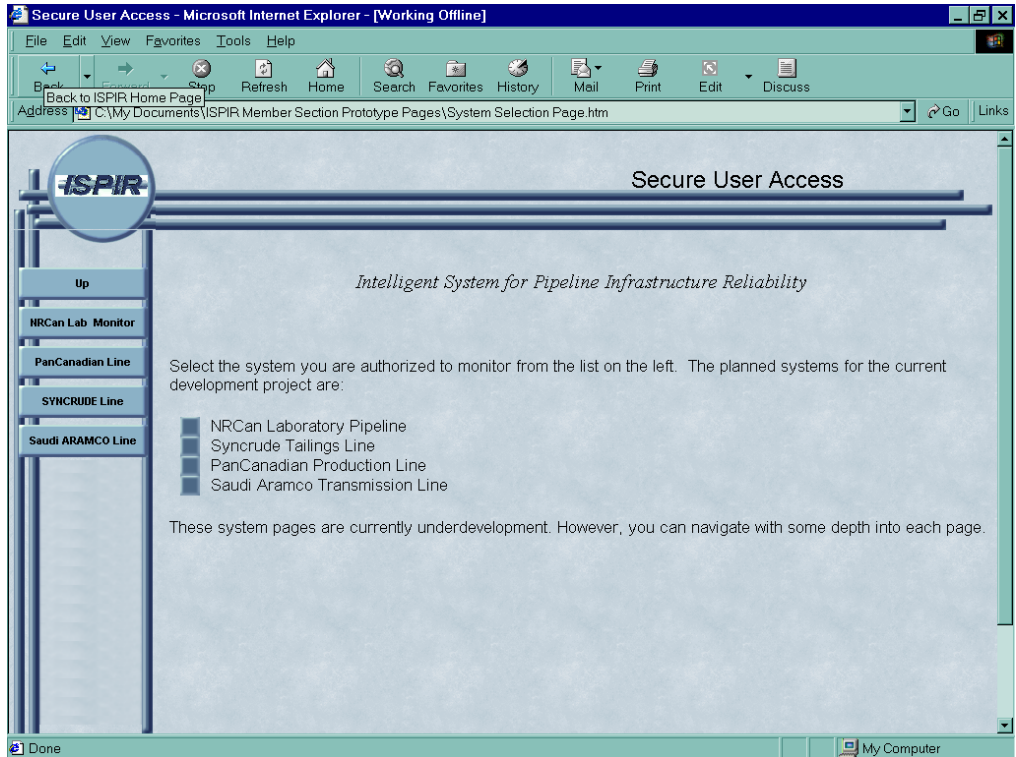 Secure User Access - Microsoft Internet Explorer - [Working Offline]
File Edit View Favorites Tools Help
Back Forward Stop Refresh Home Search Favorites History Mail Print Edit Discuss
Back to ISPIR Home Page
Address C:\My Documents\ISPIR Member Section Prototype Pages\System Selection Page.htm Go Links
ISPIR
Secure User Access
Intelligent System for Pipeline Infrastructure Reliability
Up
NRCan Lab Monitor
PanCanadian Line
SYNCRUDE Line
Saudi ARAMCO Line
Select the system you are authorized to monitor from the list on the left. The planned systems for the current
development project are:
NRCan Laboratory Pipeline
Syncrude Tailings Line
PanCanadian Production Line
Saudi Aramco Transmission Line
These system pages are currently underdevelopment. However, you can navigate with some depth into each page.
Done My Computer